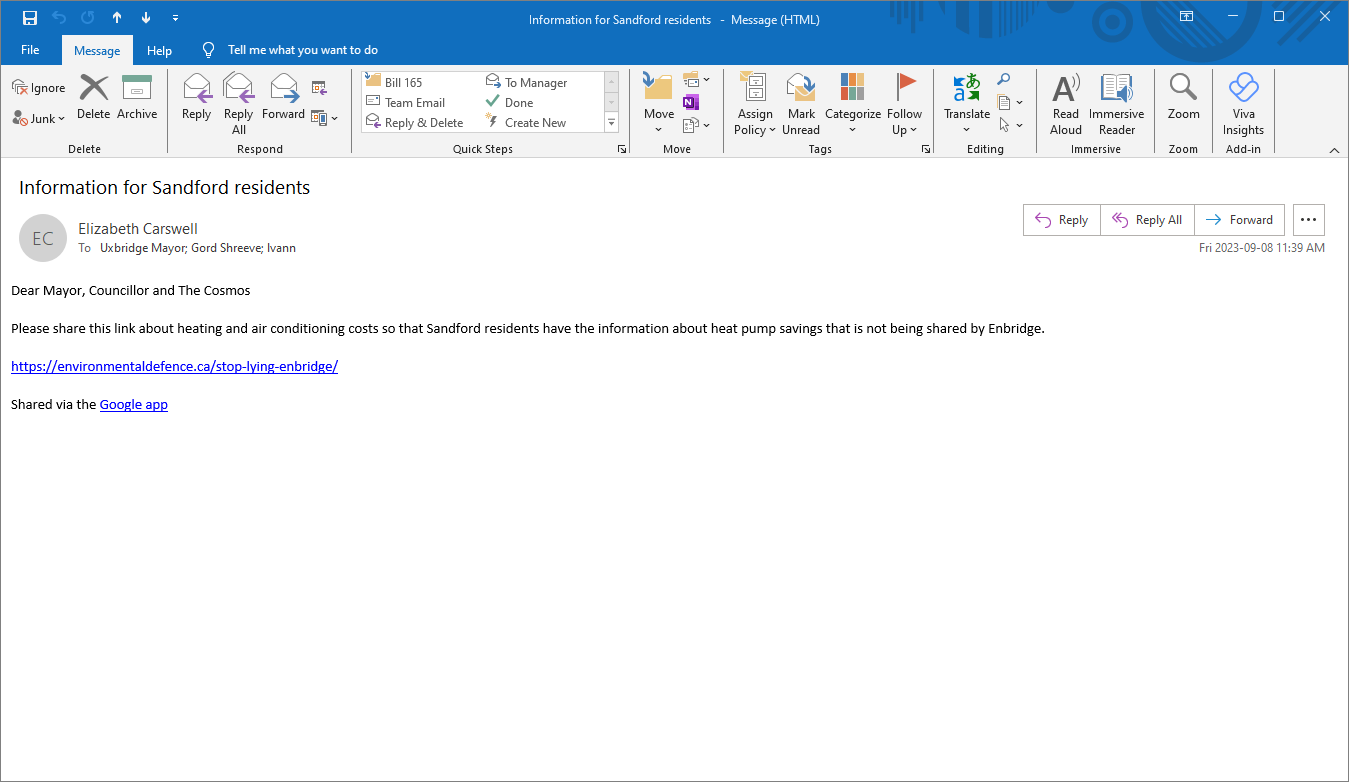 Information for Sandford residents - Message (HTML)
File Message Help Tell me what you want to do
Ignore
Junk
Delete
Archive
Delete
Reply
Reply All
Forward
Respond
Bill 165
Team Email
Reply & Delete
To Manager
Done
Create New
Quick Steps
Move
Move
Assign Policy
Mark Unread
Categorize
Follow Up
Tags
Translate
Editing
Read Aloud
Immersive Reader
Immersive
Zoom
Zoom
Viva Insights
Add-in
Information for Sandford residents
EC
Elizabeth Carswell
To Uxbridge Mayor; Gord Shreeve; Ivann
Reply Reply All Forward
Fri 2023-09-08 11:39 AM
Dear Mayor, Councillor and The Cosmos
Please share this link about heating and air conditioning costs so that Sandford residents have the information about heat pump savings that is not being shared by Enbridge.
https://environmentaldefence.ca/stop-lying-enbridge/
Shared via the Google app